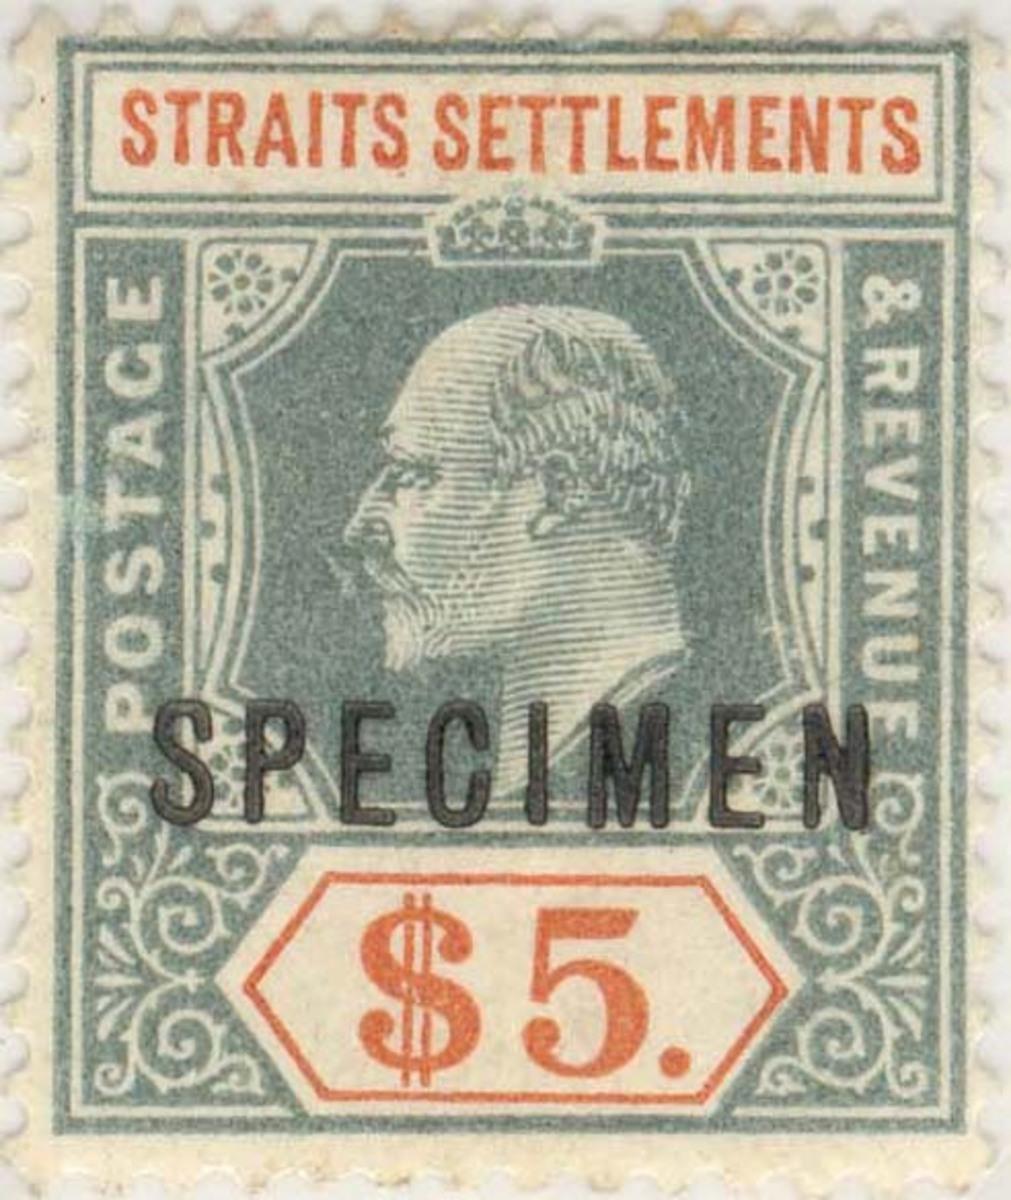 STRAITS SETTLEMENTS
POSTAGE
& REVENUE
SPECIMEN
$5.